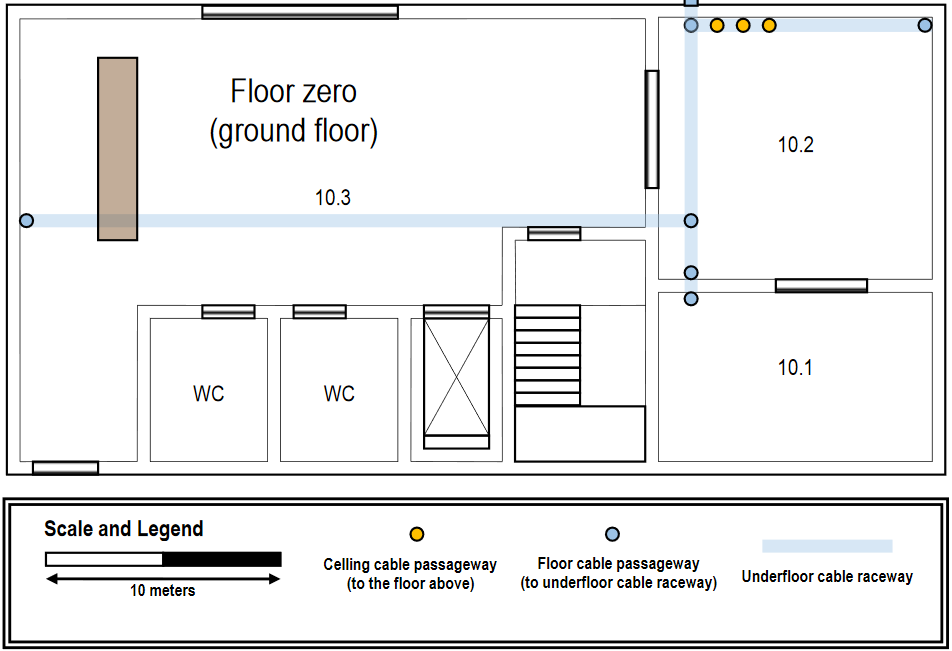 Floor zero
(ground floor)
10.2
10.3
10.1
WC
WC
Scale and Legend
10 meters
Celling cable passageway
(to the floor above)
Floor cable passageway
(to underfloor cable raceway)
Underfloor cable raceway